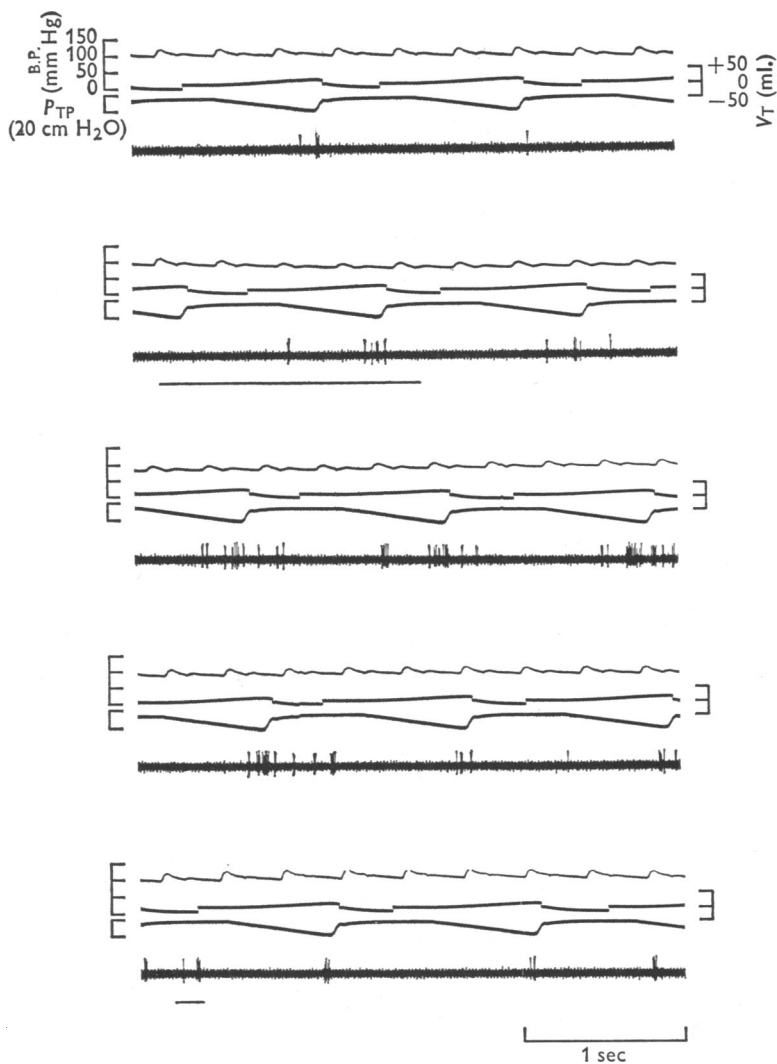 B.P.
(mm Hg)
150
100
50
0
P_TP
(20 cm H₂O)
+50
0
−50
V_T (ml.)
1 sec